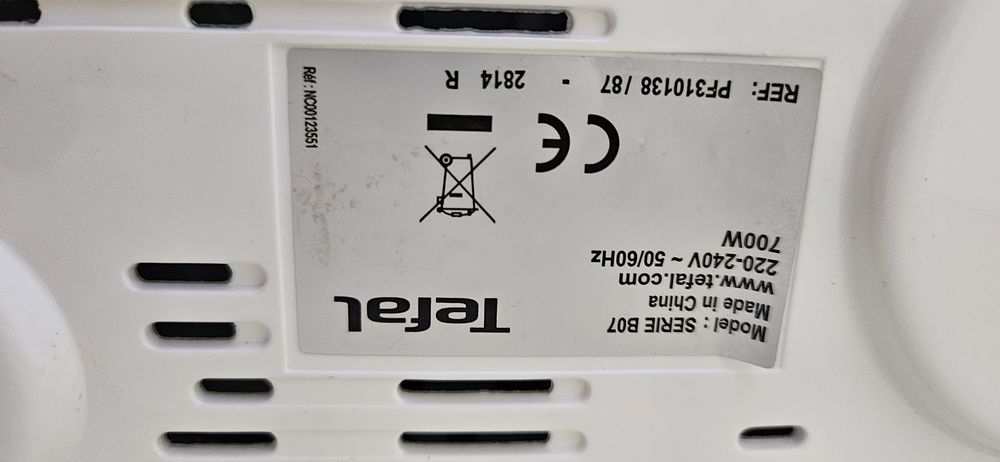 Tefal
Model : SERIE B07
Made in China
www.tefal.com
220-240V ~ 50/60Hz
700W
CE
REF: PF310138 /87 - 2814 R
Réf : NC00123551